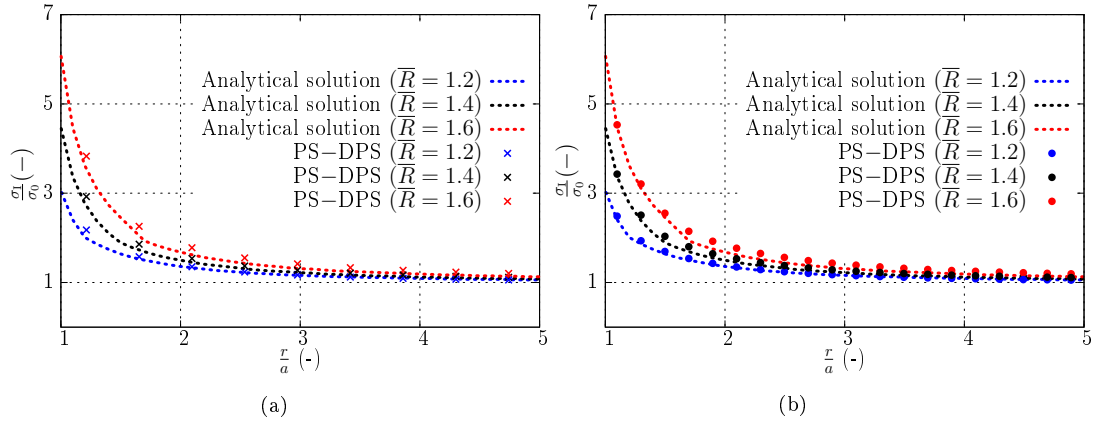 7
5
3
1
σ1/σ0 (−)
Analytical solution (R̅ = 1.2)
Analytical solution (R̅ = 1.4)
Analytical solution (R̅ = 1.6)
PS−DPS (R̅ = 1.2)
PS−DPS (R̅ = 1.4)
PS−DPS (R̅ = 1.6)
1 2 3 4 5
r/a (-)
(a)
7
5
3
1
σ1/σ0 (−)
Analytical solution (R̅ = 1.2)
Analytical solution (R̅ = 1.4)
Analytical solution (R̅ = 1.6)
PS−DPS (R̅ = 1.2)
PS−DPS (R̅ = 1.4)
PS−DPS (R̅ = 1.6)
1 2 3 4 5
r/a (-)
(b)